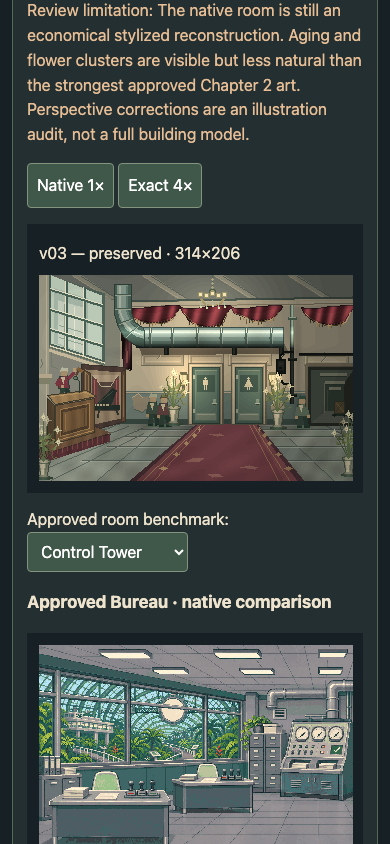 Review limitation: The native room is still an
economical stylized reconstruction. Aging and
flower clusters are visible but less natural than
the strongest approved Chapter 2 art.
Perspective corrections are an illustration
audit, not a full building model.
Native 1×
Exact 4×
v03 — preserved · 314×206
Approved room benchmark:
Control Tower
Approved Bureau · native comparison